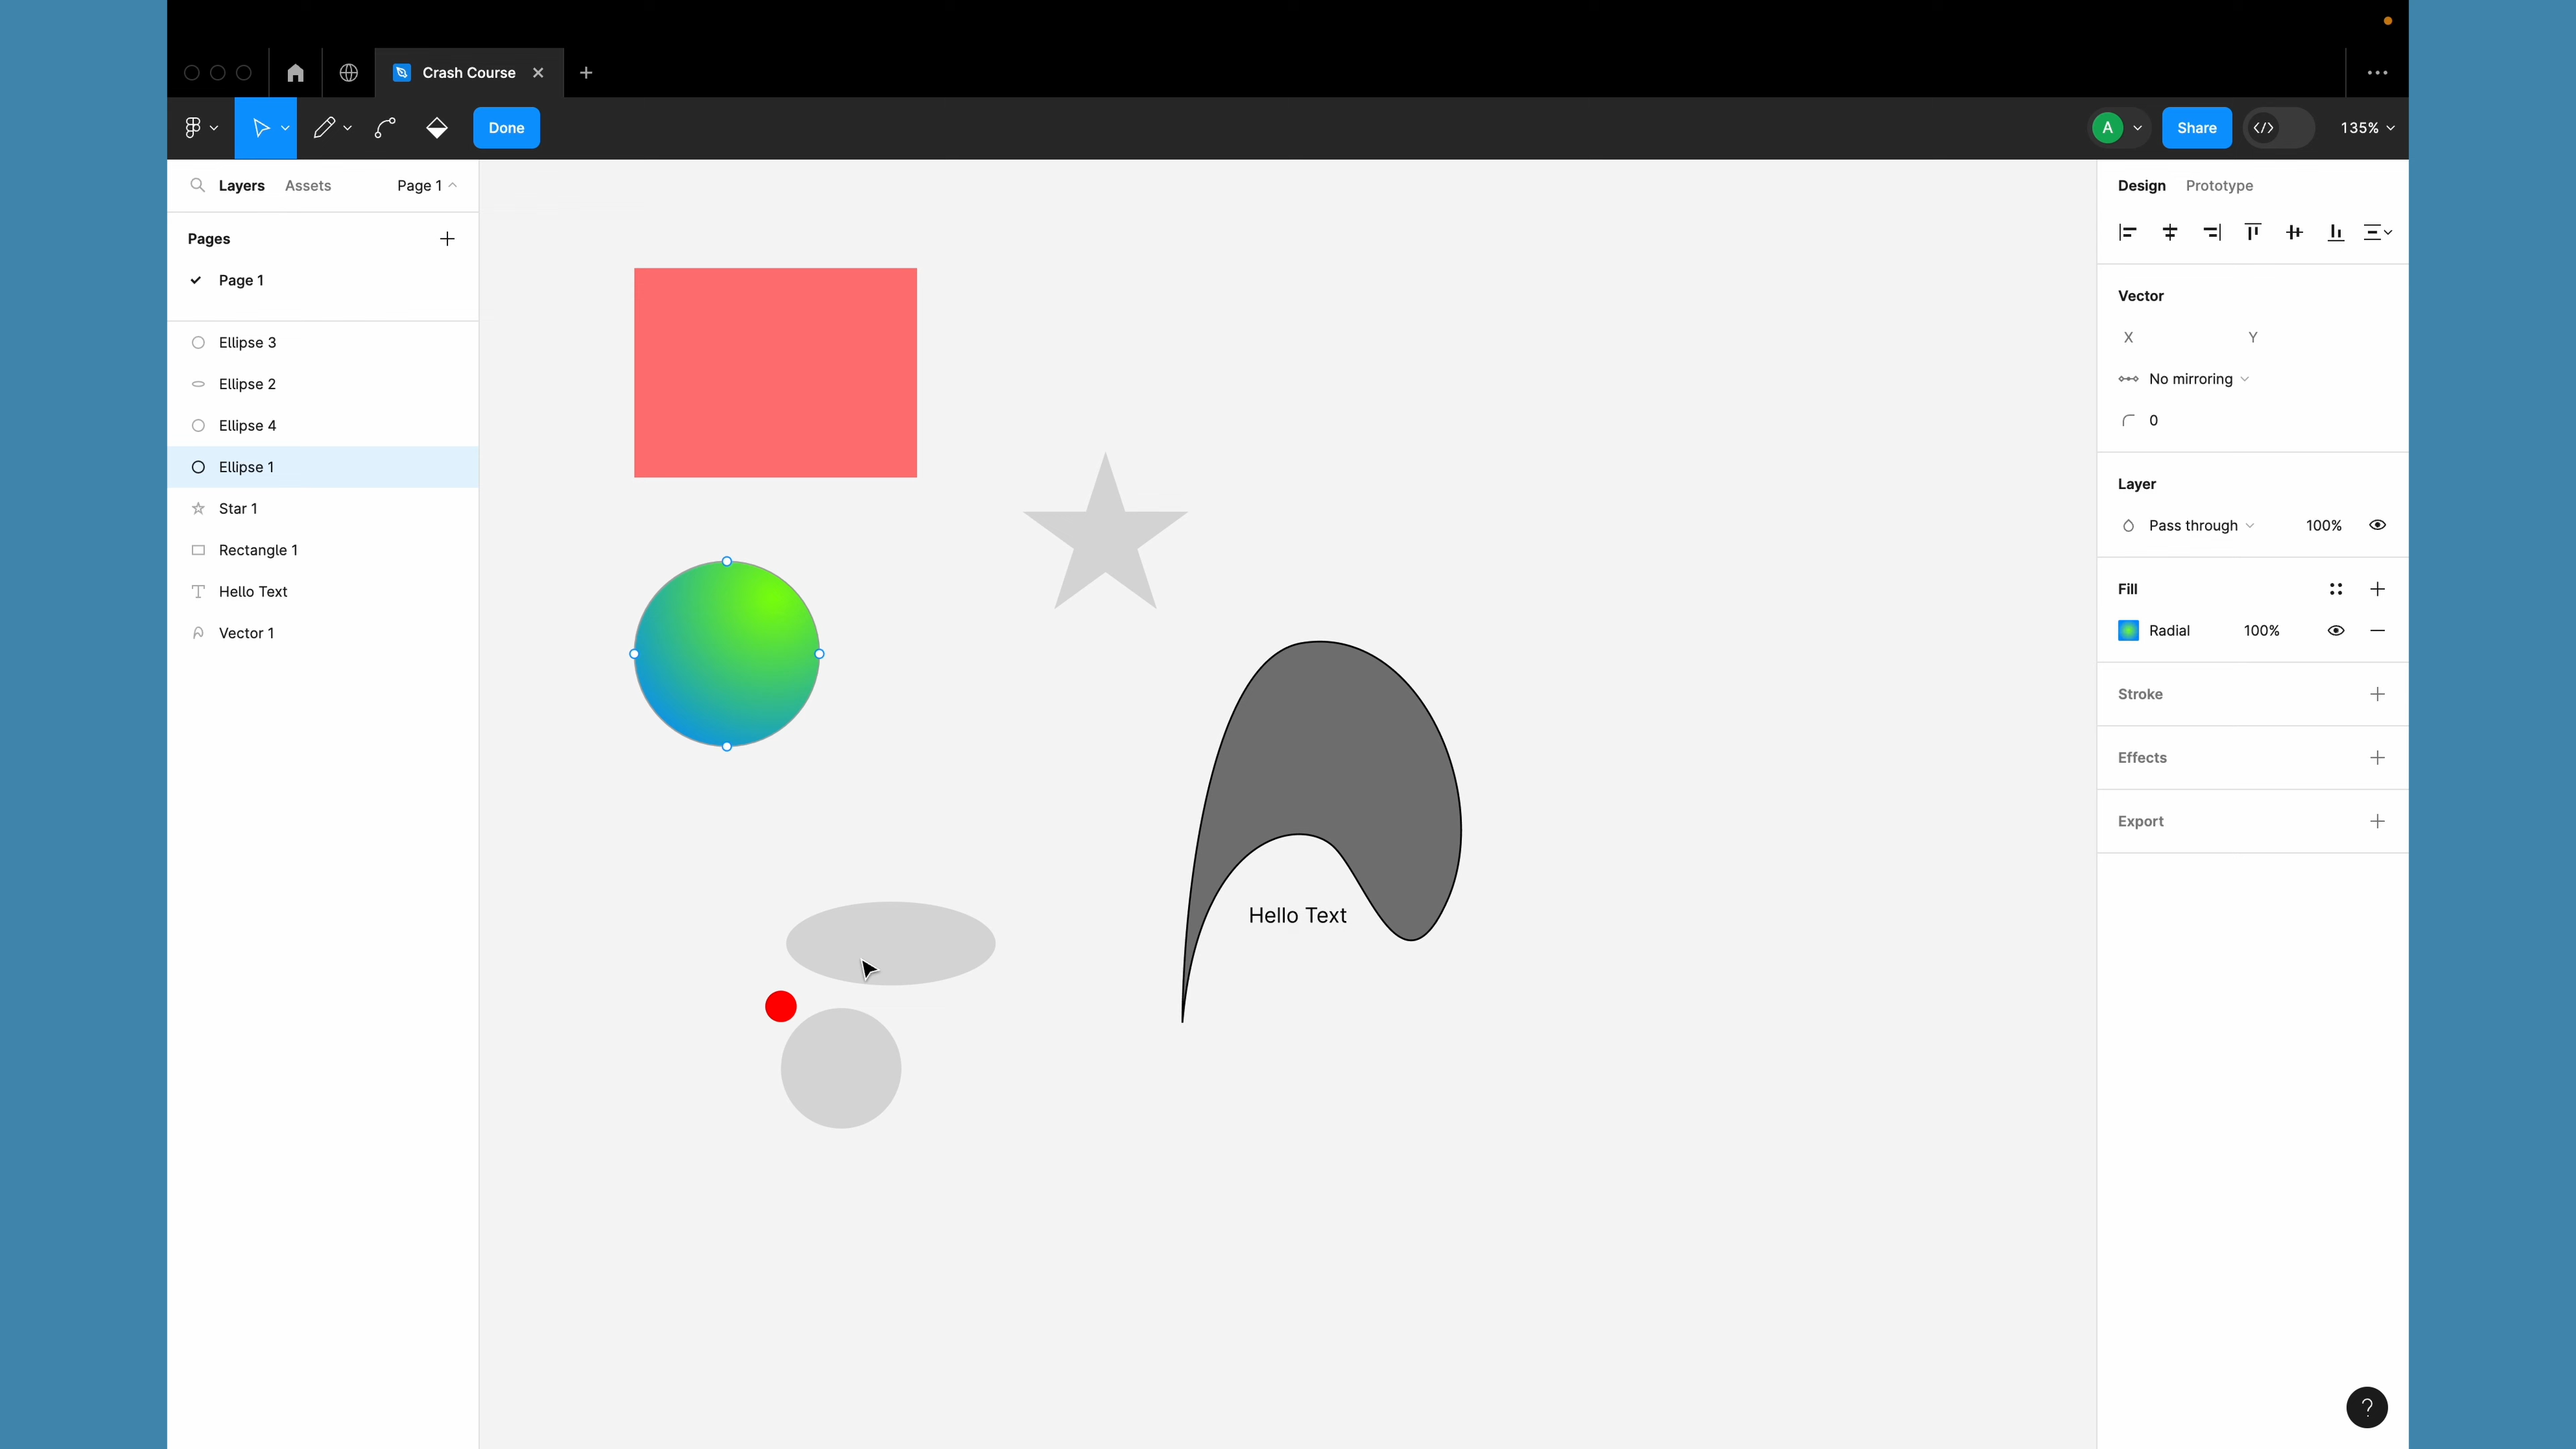 Crash Course
Done
A
Share
135%
Layers Assets Page 1
Pages
Page 1
Ellipse 3
Ellipse 2
Ellipse 4
Ellipse 1
Star 1
Rectangle 1
Hello Text
Vector 1
Hello Text
Design Prototype
Vector
X Y
No mirroring
0
Layer
Pass through 100%
Fill
Radial 100%
Stroke
Effects
Export
?